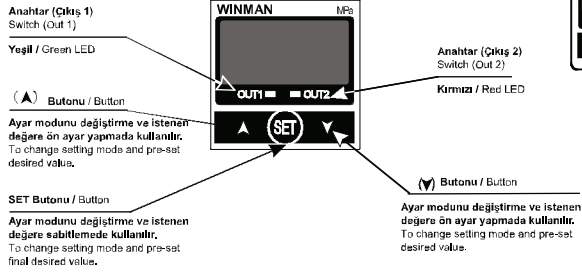 Anahtar (Çıkış 1)
Switch (Out 1)
Yeşil / Green LED
(▲) Butonu / Button
Ayar modunu değiştirme ve istenen
değere ön ayar yapmada kullanılır.
To change setting mode and pre-set
desired value.
SET Butonu / Button
Ayar modunu değiştirme ve istenen
değere sabitlemede kullanılır.
To change setting mode and pre-set
final desired value.
WINMAN MPa
OUT1 OUT2
SET
Anahtar (Çıkış 2)
Switch (Out 2)
Kırmızı / Red LED
(▼) Butonu / Button
Ayar modunu değiştirme ve istenen
değere ön ayar yapmada kullanılır.
To change setting mode and pre-set
desired value.